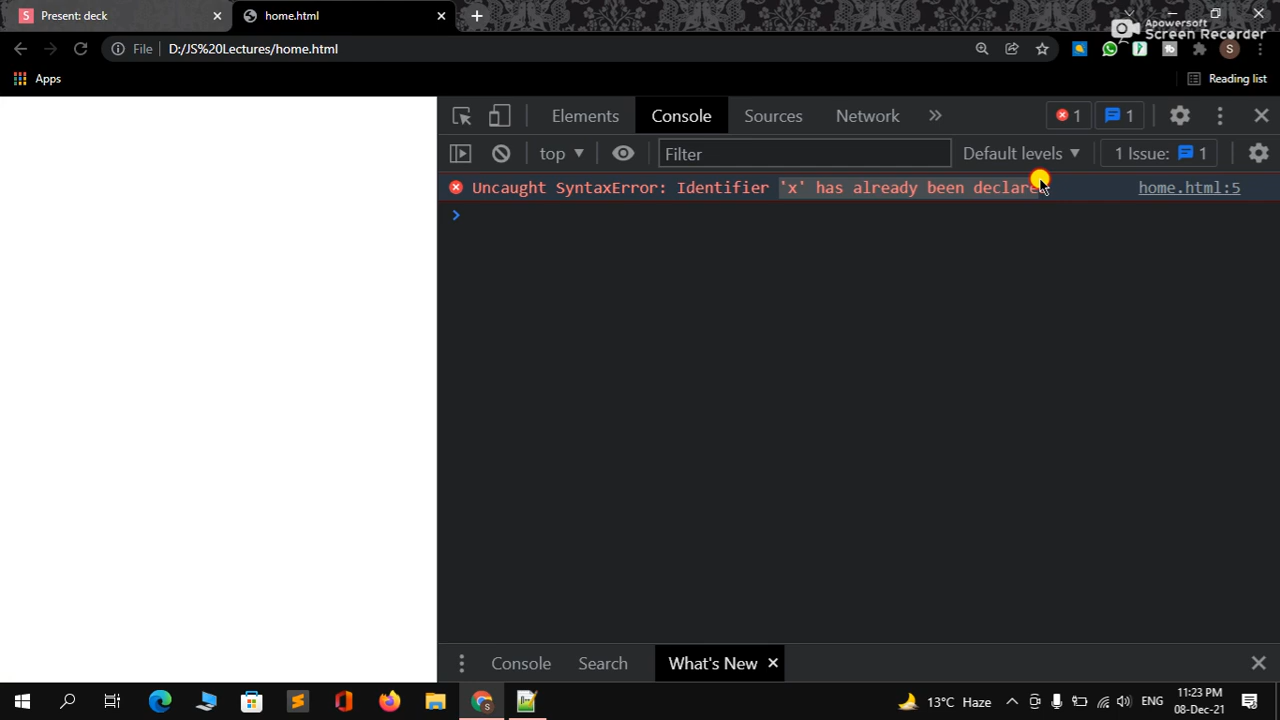 Present: deck
home.html
Apowersoft
Screen Recorder
File
D:/JS%20Lectures/home.html
S
Apps
Reading list
Elements
Console
Sources
Network
1
1
top
Filter
Default levels
1 Issue:
1
Uncaught SyntaxError: Identifier 'x' has already been declare
home.html:5
Console
Search
What's New
13°C Haze
ENG
11:23 PM
08-Dec-21